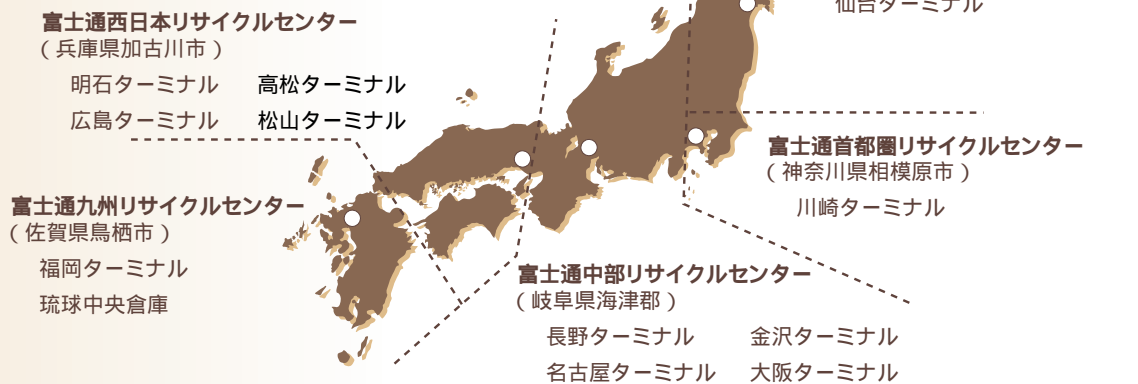 仙台ターミナル
富士通西日本リサイクルセンター
(兵庫県加古川市)
明石ターミナル 高松ターミナル
広島ターミナル 松山ターミナル
富士通首都圏リサイクルセンター
(神奈川県相模原市)
川崎ターミナル
富士通九州リサイクルセンター
(佐賀県鳥栖市)
福岡ターミナル
琉球中央倉庫
富士通中部リサイクルセンター
(岐阜県海津郡)
長野ターミナル 金沢ターミナル
名古屋ターミナル 大阪ターミナル